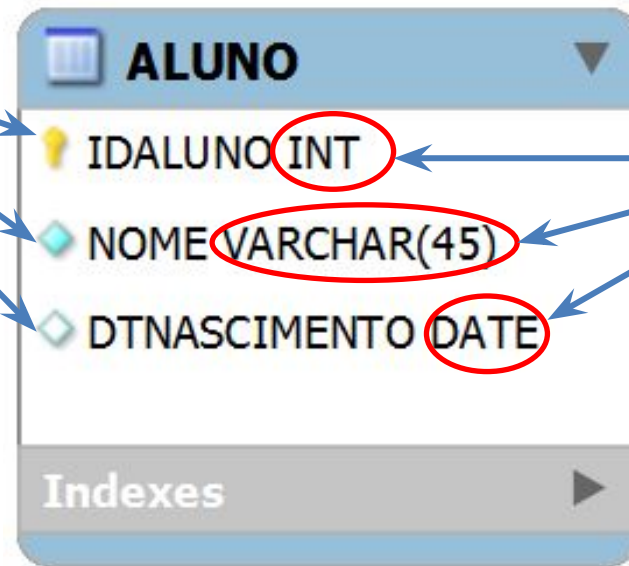 ALUNO
IDALUNO INT
NOME VARCHAR(45)
DTNASCIMENTO DATE
Indexes